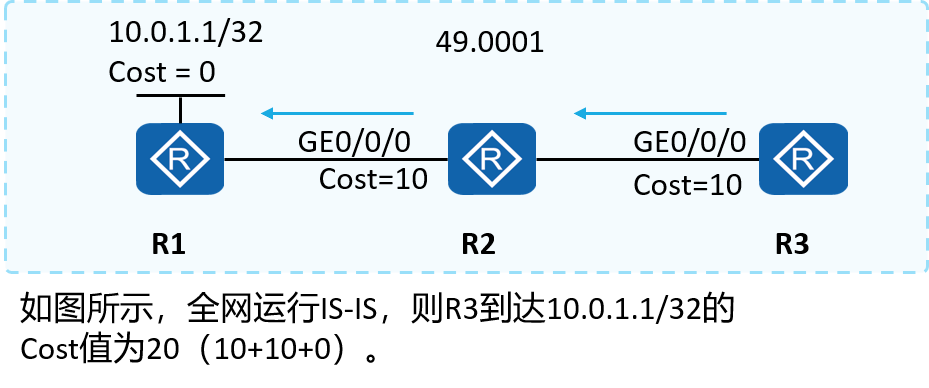 10.0.1.1/32
49.0001
Cost = 0
GE0/0/0
GE0/0/0
R
R
R
Cost=10
Cost=10
R1
R2
R3
如图所示，全网运行IS-IS，则R3到达10.0.1.1/32的
Cost值为20（10+10+0）。